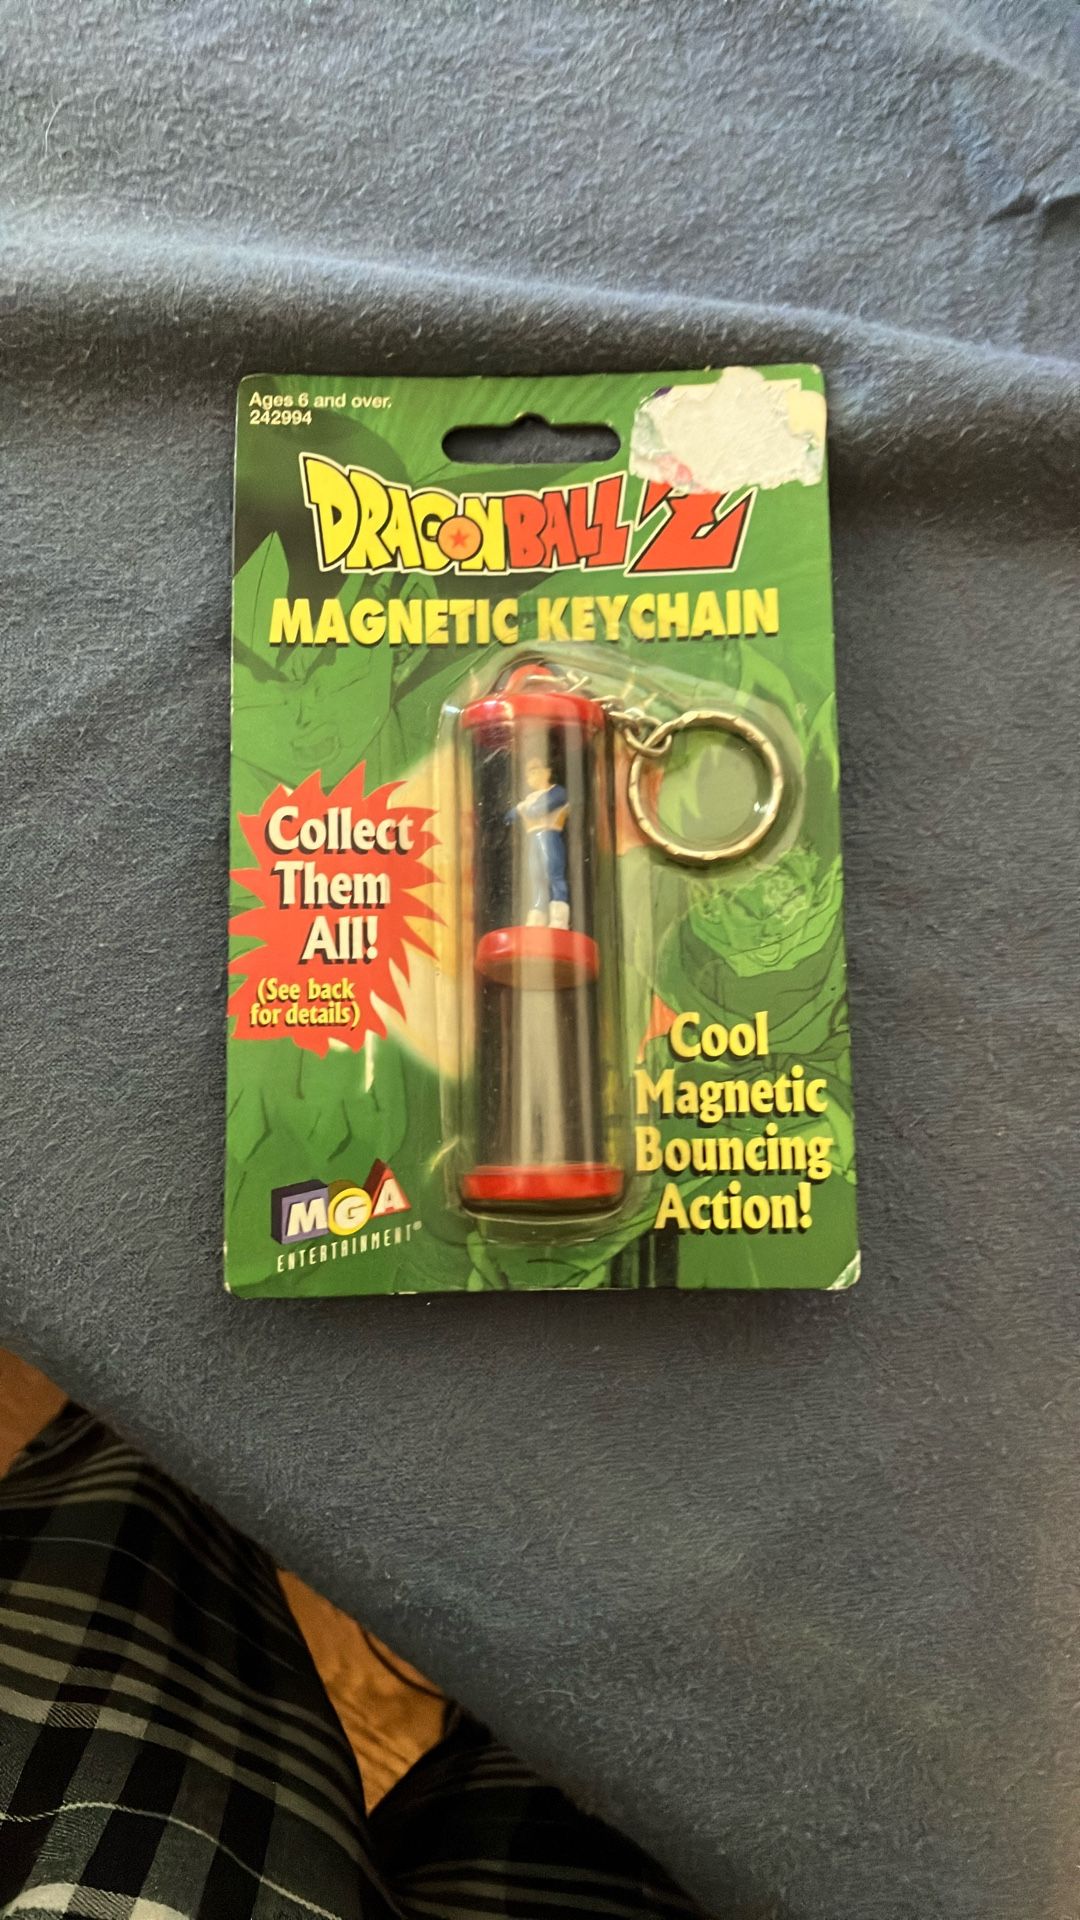 Ages 6 and over.
242994
DRAGONBALL Z
MAGNETIC KEYCHAIN
Collect
Them
All!
(See back
for details)
Cool
Magnetic
Bouncing
Action!
MGA
ENTERTAINMENT®